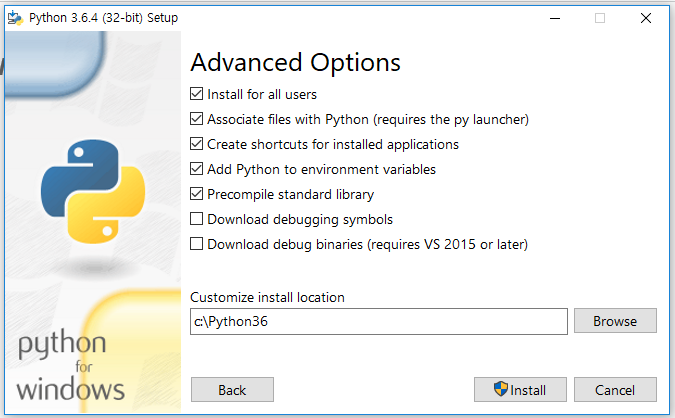 Python 3.6.4 (32-bit) Setup
Advanced Options
Install for all users
Associate files with Python (requires the py launcher)
Create shortcuts for installed applications
Add Python to environment variables
Precompile standard library
Download debugging symbols
Download debug binaries (requires VS 2015 or later)
Customize install location
c:\Python36
Browse
python
for
windows
Back
Install
Cancel